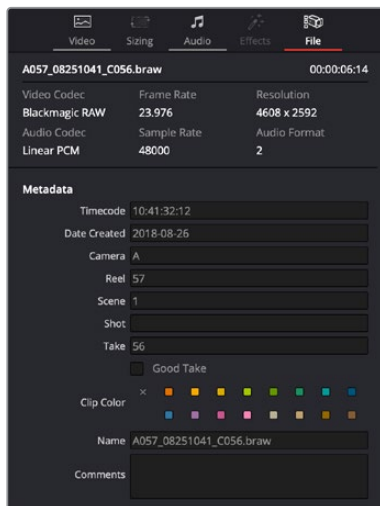 Video Sizing Audio Effects File
A057_08251041_C056.braw 00:00:06:14
Video Codec Frame Rate Resolution
Blackmagic RAW 23.976 4608 x 2592
Audio Codec Sample Rate Audio Format
Linear PCM 48000 2
Metadata
Timecode 10:41:32:12
Date Created 2018-08-26
Camera A
Reel 57
Scene 1
Shot
Take 56
Good Take
Clip Color
Name A057_08251041_C056.braw
Comments